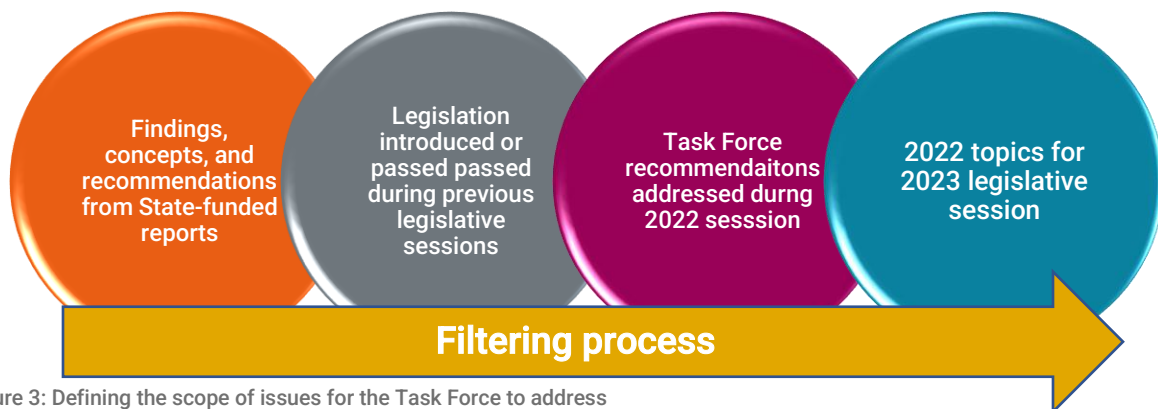 Findings,
concepts, and
recommendations
from State-funded
reports
Legislation
introduced or
passed passed
during previous
legislative
sessions
Task Force
recommendaitons
addressed durng
2022 sesssion
2022 topics for
2023 legislative
session
Filtering process
ure 3: Defining the scope of issues for the Task Force to address